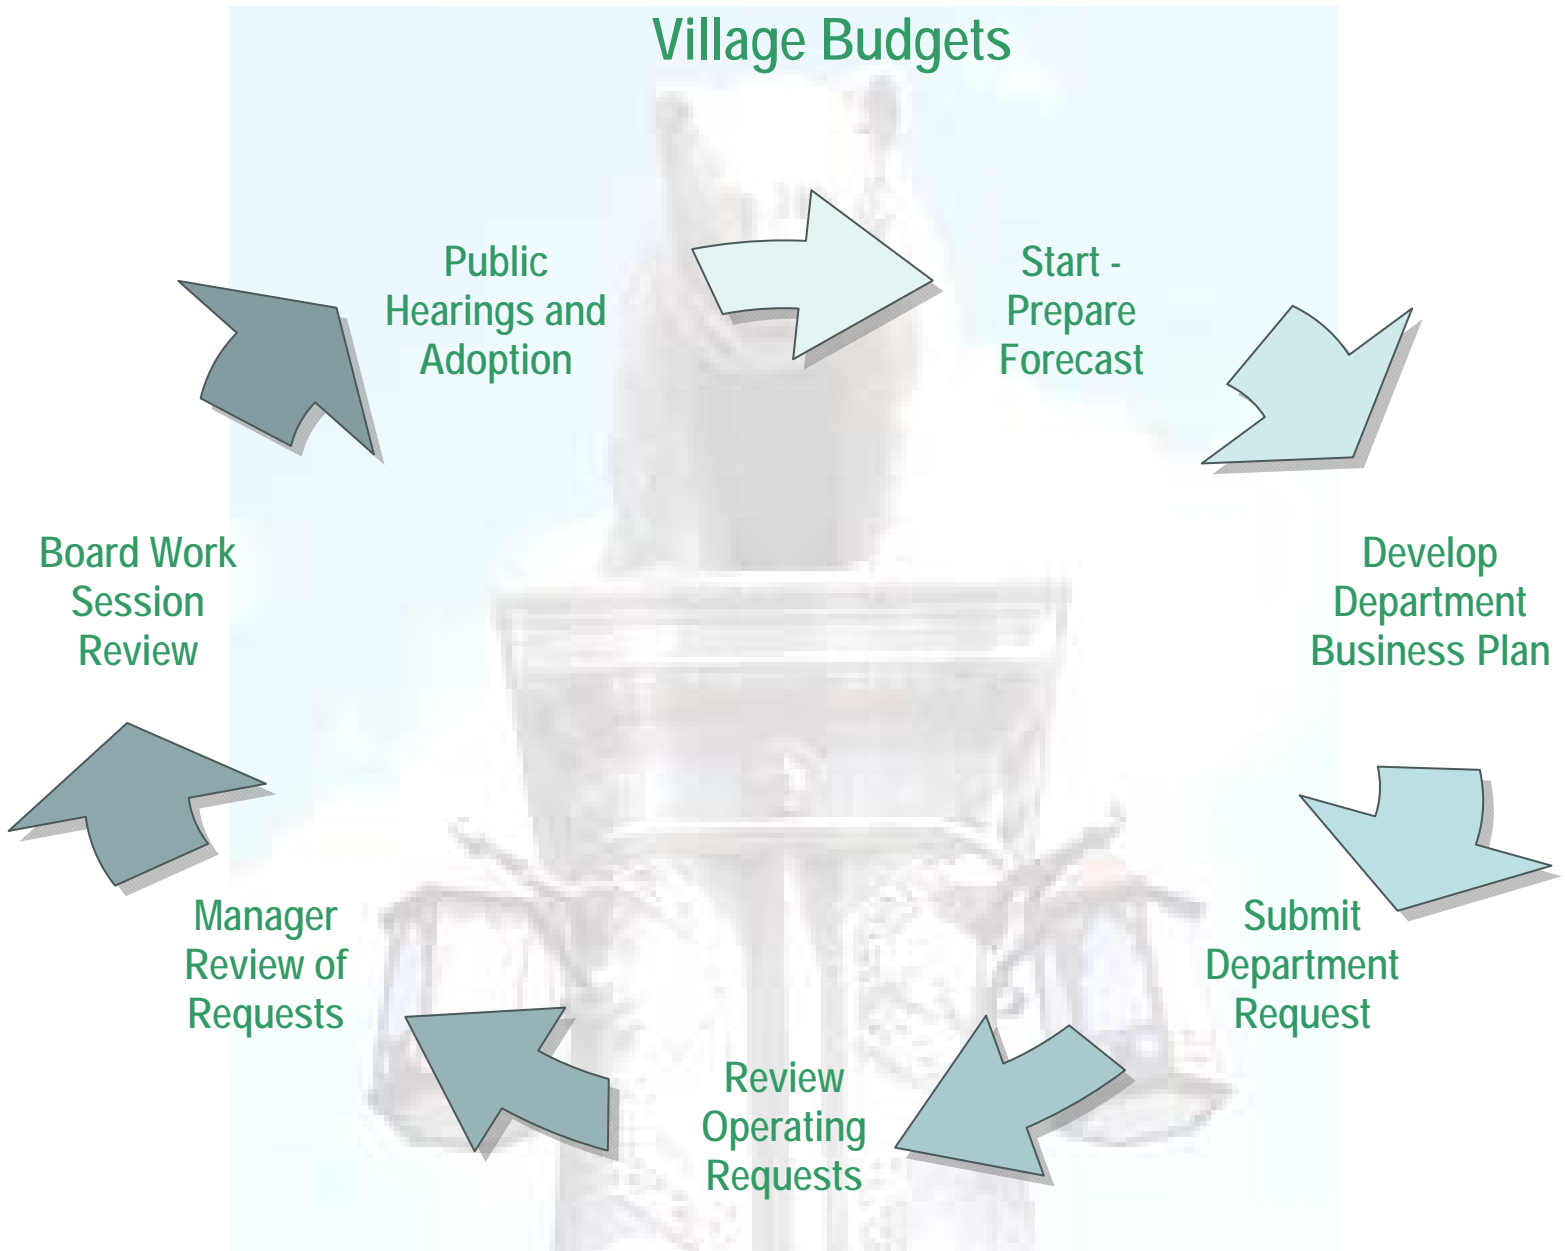 Village Budgets
Start -
Prepare
Forecast
Develop
Department
Business Plan
Submit
Department
Request
Review
Operating
Requests
Manager
Review of
Requests
Board Work
Session
Review
Public
Hearings and
Adoption